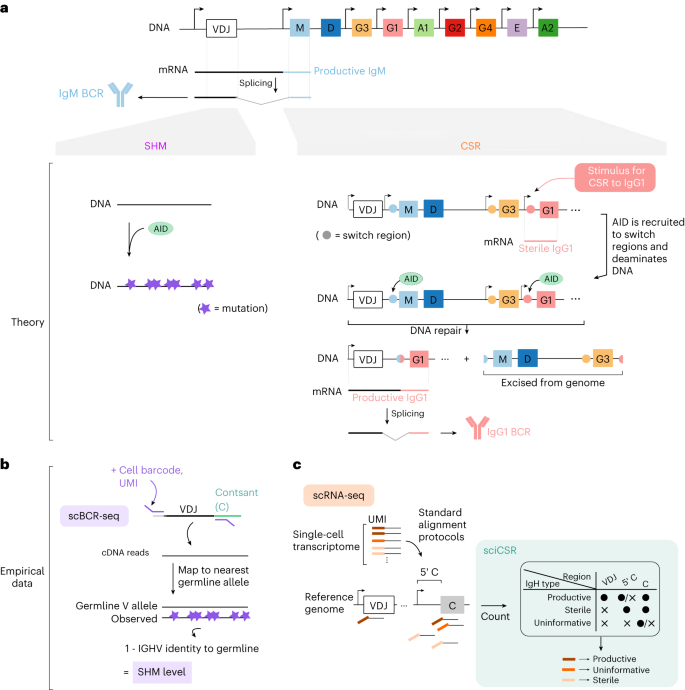 a
DNA VDJ M D G3 G1 A1 G2 G4 E A2
mRNA Productive IgM
Splicing
IgM BCR
SHM
CSR
Theory
DNA
AID
DNA
( = mutation)
Stimulus for
CSR to IgG1
DNA VDJ M D G3 G1 ...
( = switch region)
mRNA
Sterile IgG1
AID is recruited
to switch
regions and
deaminates
DNA
AID AID
DNA VDJ M D G3 G1 ...
DNA repair
DNA VDJ G1 ... + M D G3
mRNA
Productive IgG1
Excised from genome
Splicing
IgG1 BCR
b
Empirical
data
+ Cell barcode,
UMI
Contsant
(C)
scBCR-seq
VDJ
cDNA reads
Map to nearest
germline allele
Germline V allele
Observed
1 - IGHV identity to germline
= SHM level
c
scRNA-seq
UMI
Single-cell
transcriptome
Standard
alignment
protocols
5' C
Reference
genome
VDJ ... C
Count
sciCSR
Region
IgH type
VDJ 5' C C
Productive ● ●/× ●
Sterile × ● ●
Uninformative × × ●/×
Productive
Uninformative
Sterile